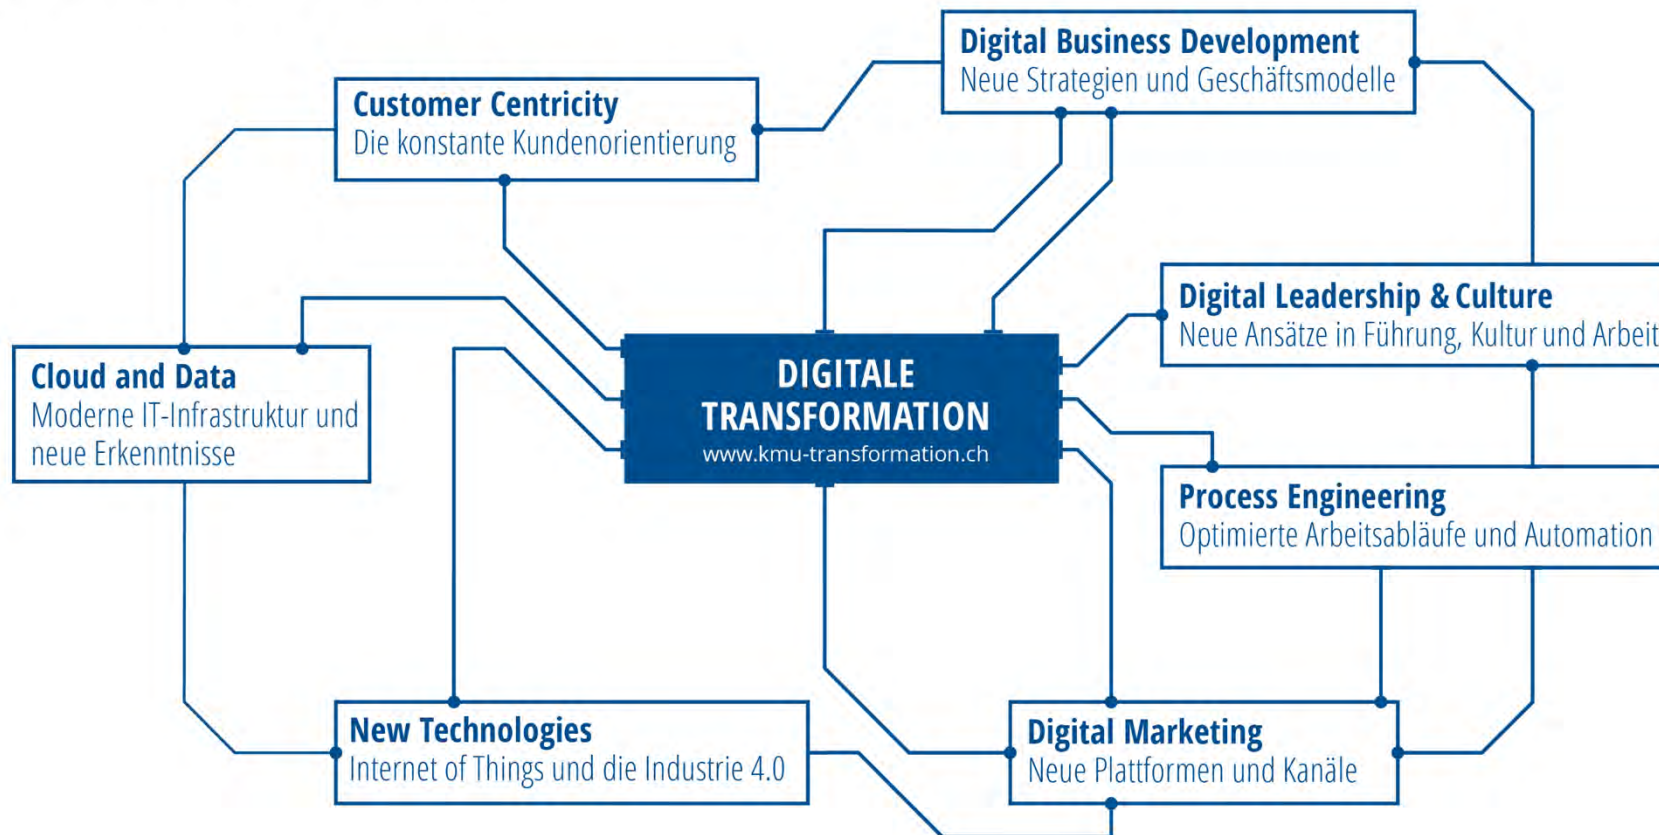 Digital Business Development
Neue Strategien und Geschäftsmodelle
Customer Centricity
Die konstante Kundenorientierung
Digital Leadership & Culture
Neue Ansätze in Führung, Kultur und Arbeit
Cloud and Data
Moderne IT-Infrastruktur und
neue Erkenntnisse
DIGITALE
TRANSFORMATION
www.kmu-transformation.ch
Process Engineering
Optimierte Arbeitsabläufe und Automation
New Technologies
Internet of Things und die Industrie 4.0
Digital Marketing
Neue Plattformen und Kanäle